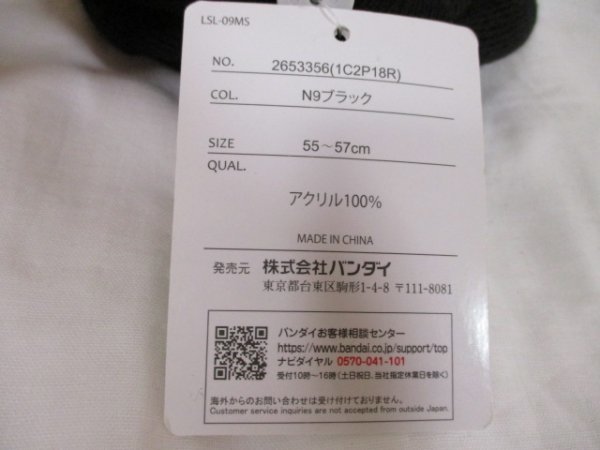 LSL-09MS
NO. 2653356(1C2P18R)
COL. N9ブラック
SIZE 55～57cm
QUAL.
アクリル100%
MADE IN CHINA
発売元 株式会社バンダイ
東京都台東区駒形1-4-8 〒111-8081
バンダイお客様相談センター
https://www.bandai.co.jp/support/top
ナビダイヤル 0570-041-101
受付10時～16時(土日祝日、当社指定休業日を除く)
海外からのお問い合わせは受け付けておりません。
Customer service inquiries are not accepted from outside Japan.